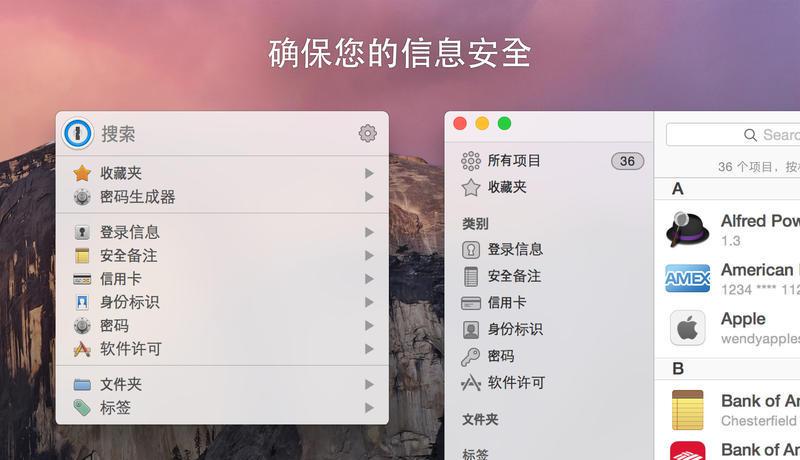 确保您的信息安全
搜索
收藏夹
密码生成器
登录信息
安全备注
信用卡
身份标识
密码
软件许可
文件夹
标签
所有项目 36
收藏夹
类别
登录信息
安全备注
信用卡
身份标识
密码
软件许可
文件夹
标签
Searc
36 个项目，按
A
Alfred Pow
1.3
AMEX
American
1234 **** 112
Apple
wendyapples
B
Bank of Am
Chesterfield
Bank of Am